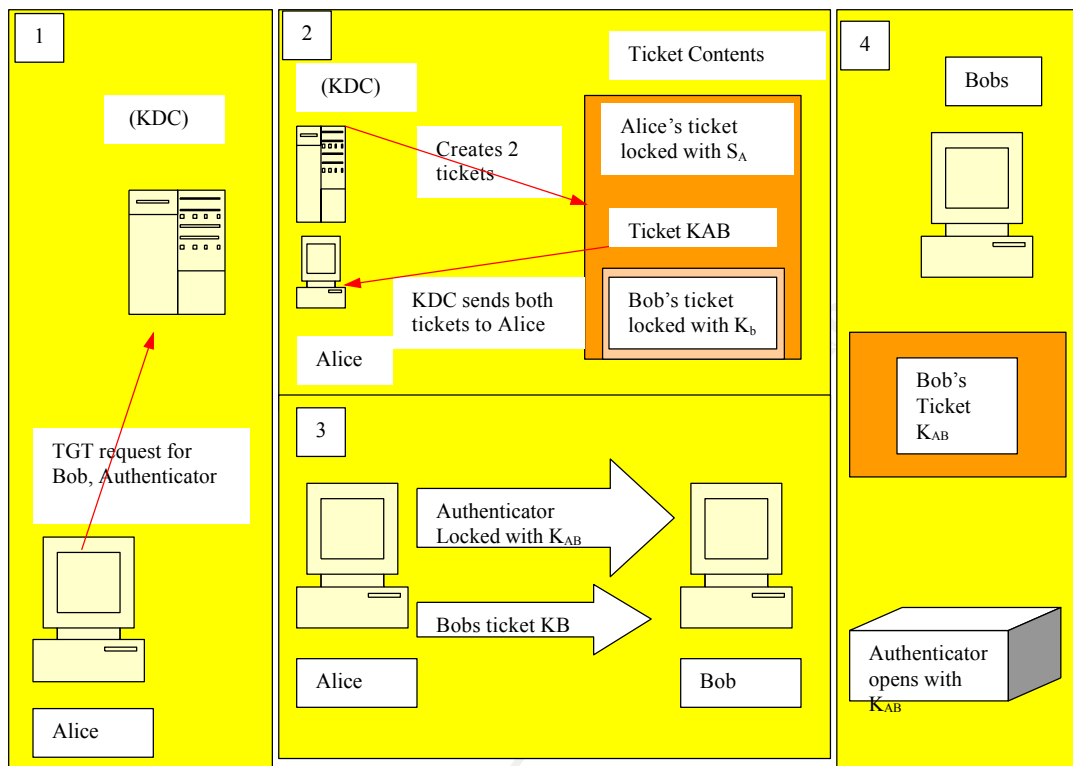 1
(KDC)
TGT request for
Bob, Authenticator
Alice
2
(KDC)
Ticket Contents
Creates 2
tickets
Alice's ticket
locked with SA
Ticket KAB
KDC sends both
tickets to Alice
Bob's ticket
locked with Kb
Alice
3
Authenticator
Locked with KAB
Bobs ticket KB
Alice
Bob
4
Bobs
Bob's
Ticket
KAB
Authenticator
opens with
KAB